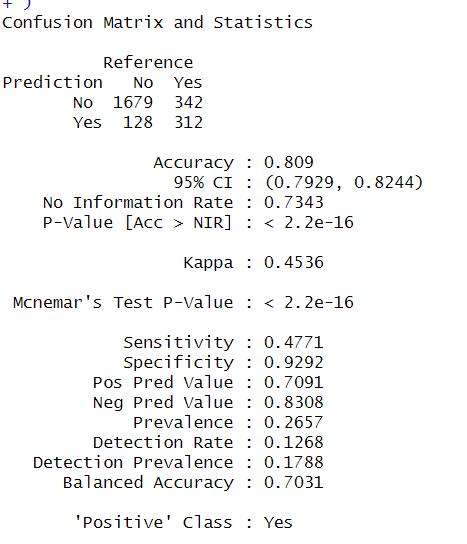 + )
Confusion Matrix and Statistics
Reference
Prediction No Yes
No 1679 342
Yes 128 312
Accuracy : 0.809
95% CI : (0.7929, 0.8244)
No Information Rate : 0.7343
P-Value [Acc > NIR] : < 2.2e-16
Kappa : 0.4536
Mcnemar's Test P-Value : < 2.2e-16
Sensitivity : 0.4771
Specificity : 0.9292
Pos Pred Value : 0.7091
Neg Pred Value : 0.8308
Prevalence : 0.2657
Detection Rate : 0.1268
Detection Prevalence : 0.1788
Balanced Accuracy : 0.7031
'Positive' Class : Yes